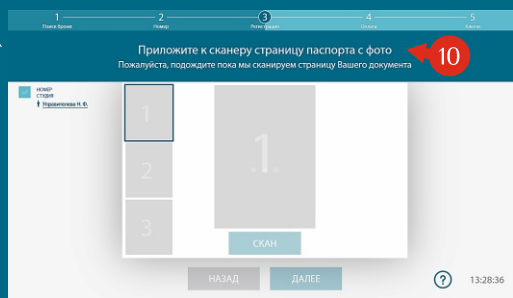 1
2
3
4
5
Поиск брони
Номер
Регистрация
Оплата
Ключи
Приложите к сканеру страницу паспорта с фото
Пожалуйста, подождите пока мы сканируем страницу Вашего документа
10
НОМЕР
СТУДИЯ
1
2
3
1
СКАН
НАЗАД
ДАЛЕЕ
?
13:28:36